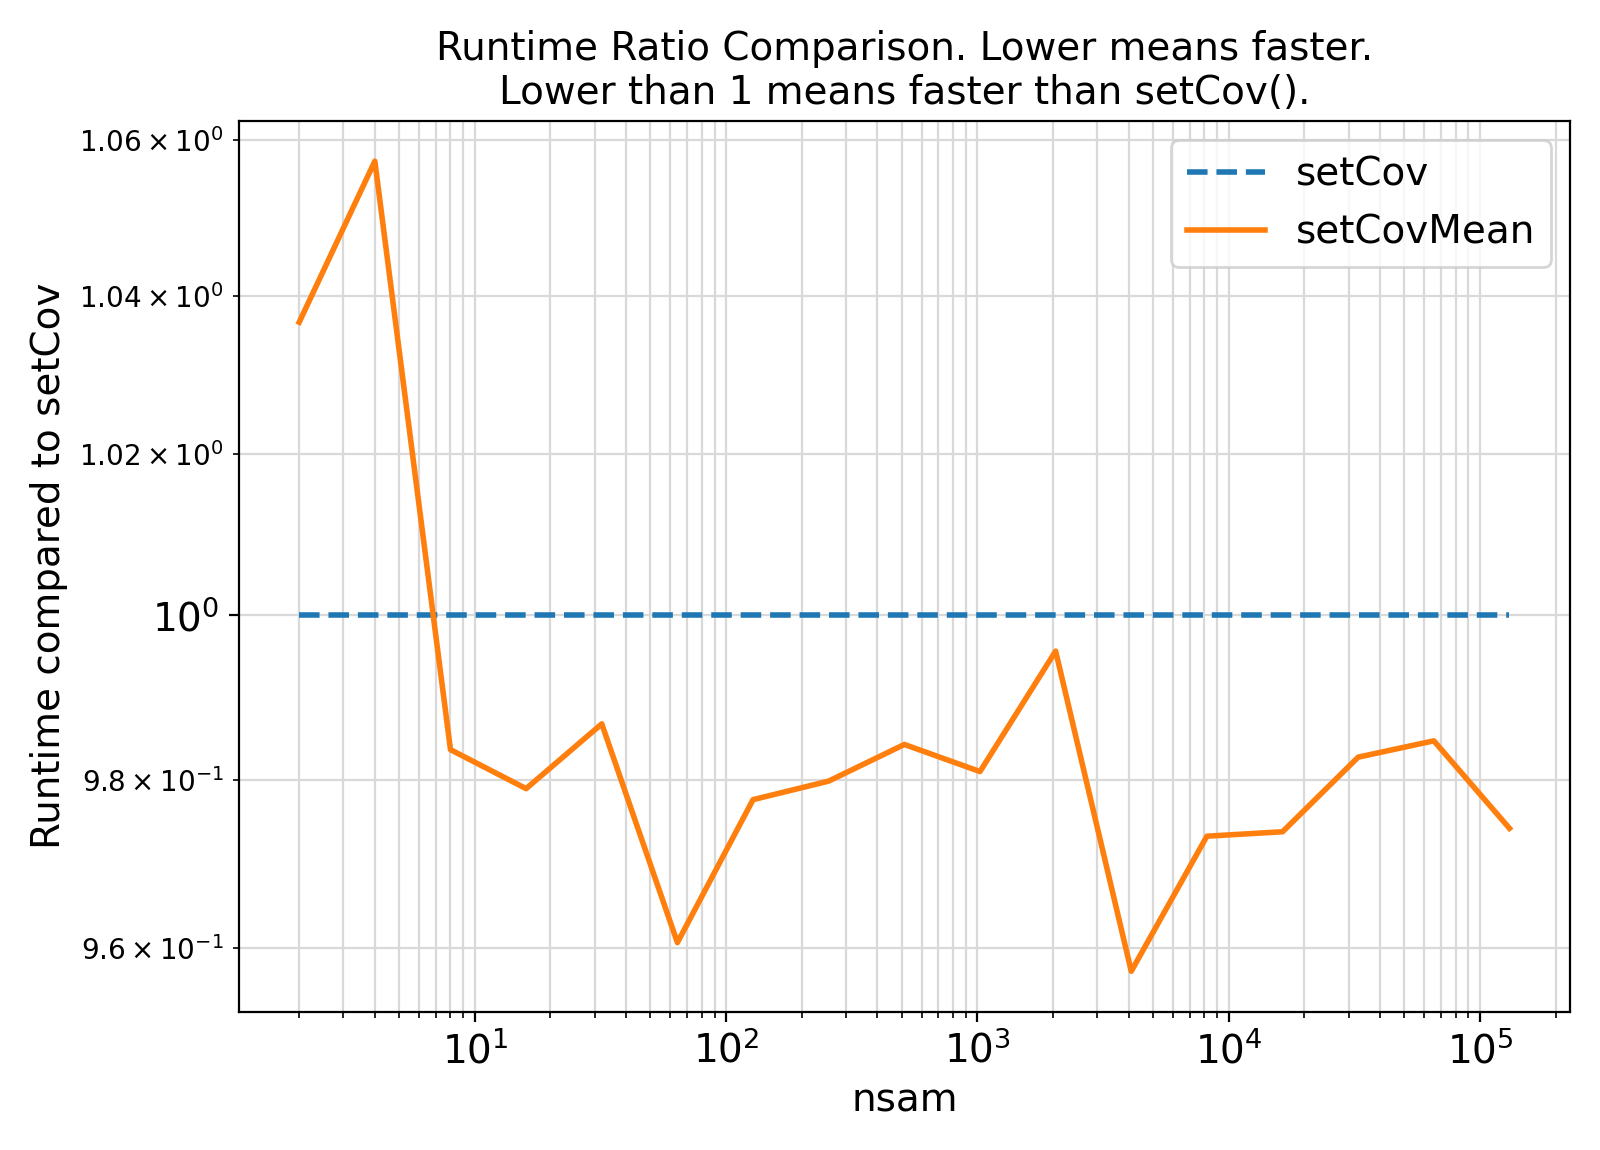 Runtime Ratio Comparison. Lower means faster.
Lower than 1 means faster than setCov().
Runtime compared to setCov
1.06 × 10⁰
1.04 × 10⁰
1.02 × 10⁰
10⁰
9.8 × 10⁻¹
9.6 × 10⁻¹
setCov
setCovMean
10¹ 10² 10³ 10⁴ 10⁵
nsam